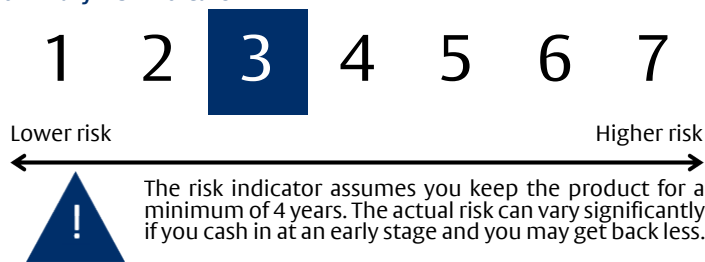 1 2 3 4 5 6 7
Lower risk Higher risk
!
The risk indicator assumes you keep the product for a
minimum of 4 years. The actual risk can vary significantly
if you cash in at an early stage and you may get back less.